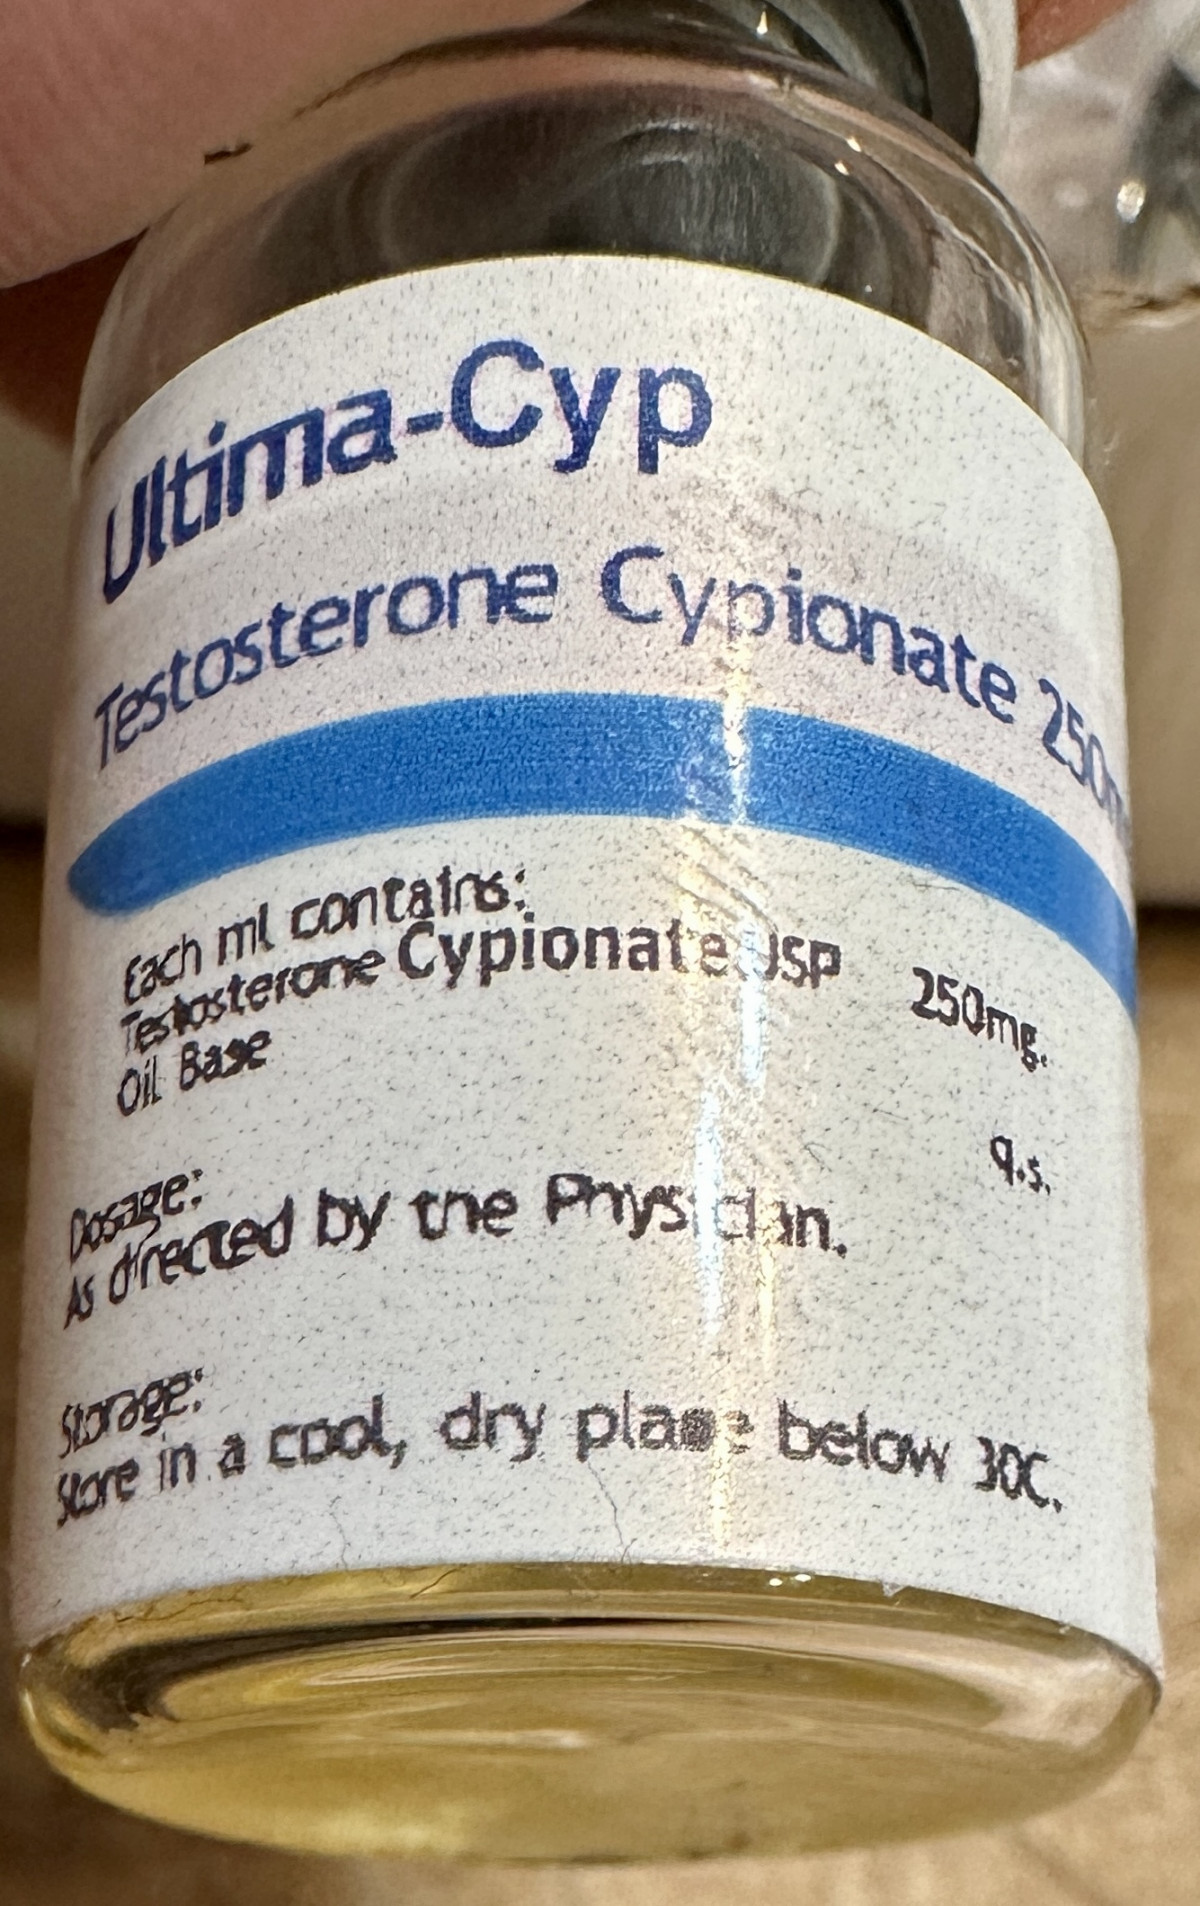 Ultima-Cyp
Testosterone Cypionate 250m
Each ml contains:
Testosterone Cypionate USP 250mg.
Oil Base q.s.
Dosage:
As directed by the Physician.
Storage:
Store in a cool, dry place below 30C.